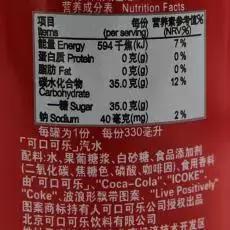 营养成分表 Nutrition Facts
项目 每份 营养素参考值%
Items (per serving) (NRV%)
能量 Energy 594 千焦(kJ) 7%
蛋白质 Protein 0 克(g) 0%
脂肪 Fat 0 克(g) 0%
碳水化合物 35.0 克(g) 12%
Carbohydrate
—糖 Sugar 35.0 克(g)
钠 Sodium 40 毫克(mg) 2%
每罐为1份，每份330毫升
「可口可乐」汽水
配料:水、果葡糖浆、白砂糖、食品添加剂
(二氧化碳、焦糖色、磷酸、咖啡因)、食用香料
由「可口可乐」、"Coca-Cola"、"ICOKE"、
"Coke"、波浪形飘带图案、"Live Positively"
图案商标持有人可口可乐公司授权出品
北京可口可乐饮料有限公司
技术开发区